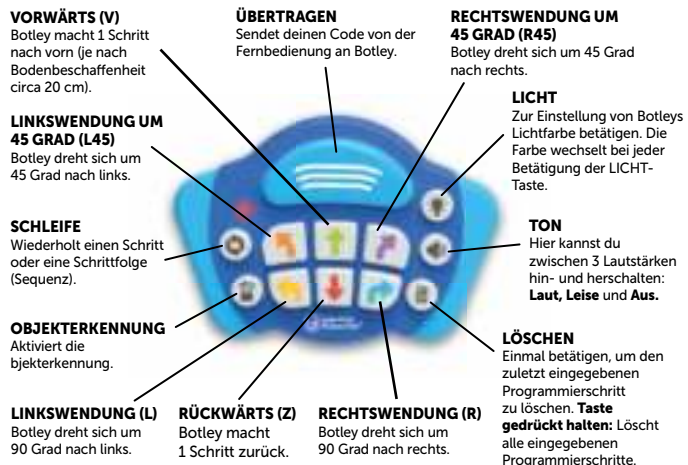 VORWÄRTS (V)
Botley macht 1 Schritt
nach vorn (je nach
Bodenbeschaffenheit
circa 20 cm).
ÜBERTRAGEN
Sendet deinen Code von der
Fernbedienung an Botley.
RECHTSWENDUNG UM
45 GRAD (R45)
Botley dreht sich um 45 Grad
nach rechts.
LINKSWENDUNG UM
45 GRAD (L45)
Botley dreht sich um
45 Grad nach links.
LICHT
Zur Einstellung von Botleys
Lichtfarbe betätigen. Die
Farbe wechselt bei jeder
Betätigung der LICHT-
Taste.
SCHLEIFE
Wiederholt einen Schritt
oder eine Schrittfolge
(Sequenz).
TON
Hier kannst du
zwischen 3 Lautstärken
hin- und herschalten:
Laut, Leise und Aus.
OBJEKTERKENNUNG
Aktiviert die
bjekterkennung.
LÖSCHEN
Einmal betätigen, um den
zuletzt eingegebenen
Programmierschritt
zu löschen. Taste
gedrückt halten: Löscht
alle eingegebenen
Programmierschritte.
LINKSWENDUNG (L)
Botley dreht sich um
90 Grad nach links.
RÜCKWÄRTS (Z)
Botley macht
1 Schritt zurück.
RECHTSWENDUNG (R)
Botley dreht sich um
90 Grad nach rechts.